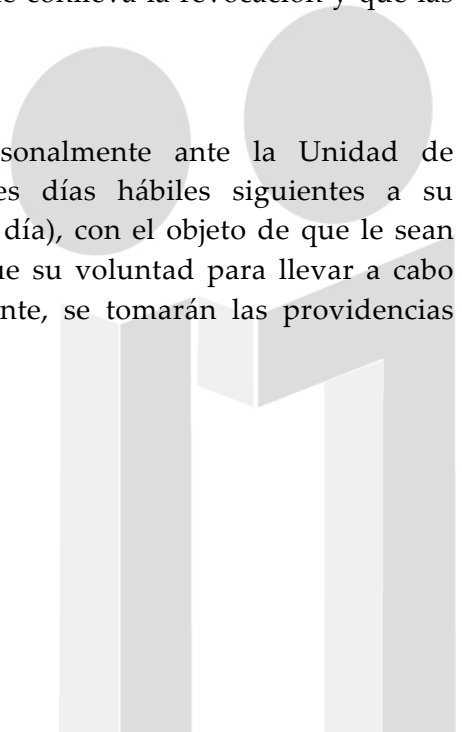 conlleva la revocación y que las
sonalmente ante la Unidad de
es días hábiles siguientes a su
día), con el objeto de que le sean
ue su voluntad para llevar a cabo
nte, se tomarán las providencias